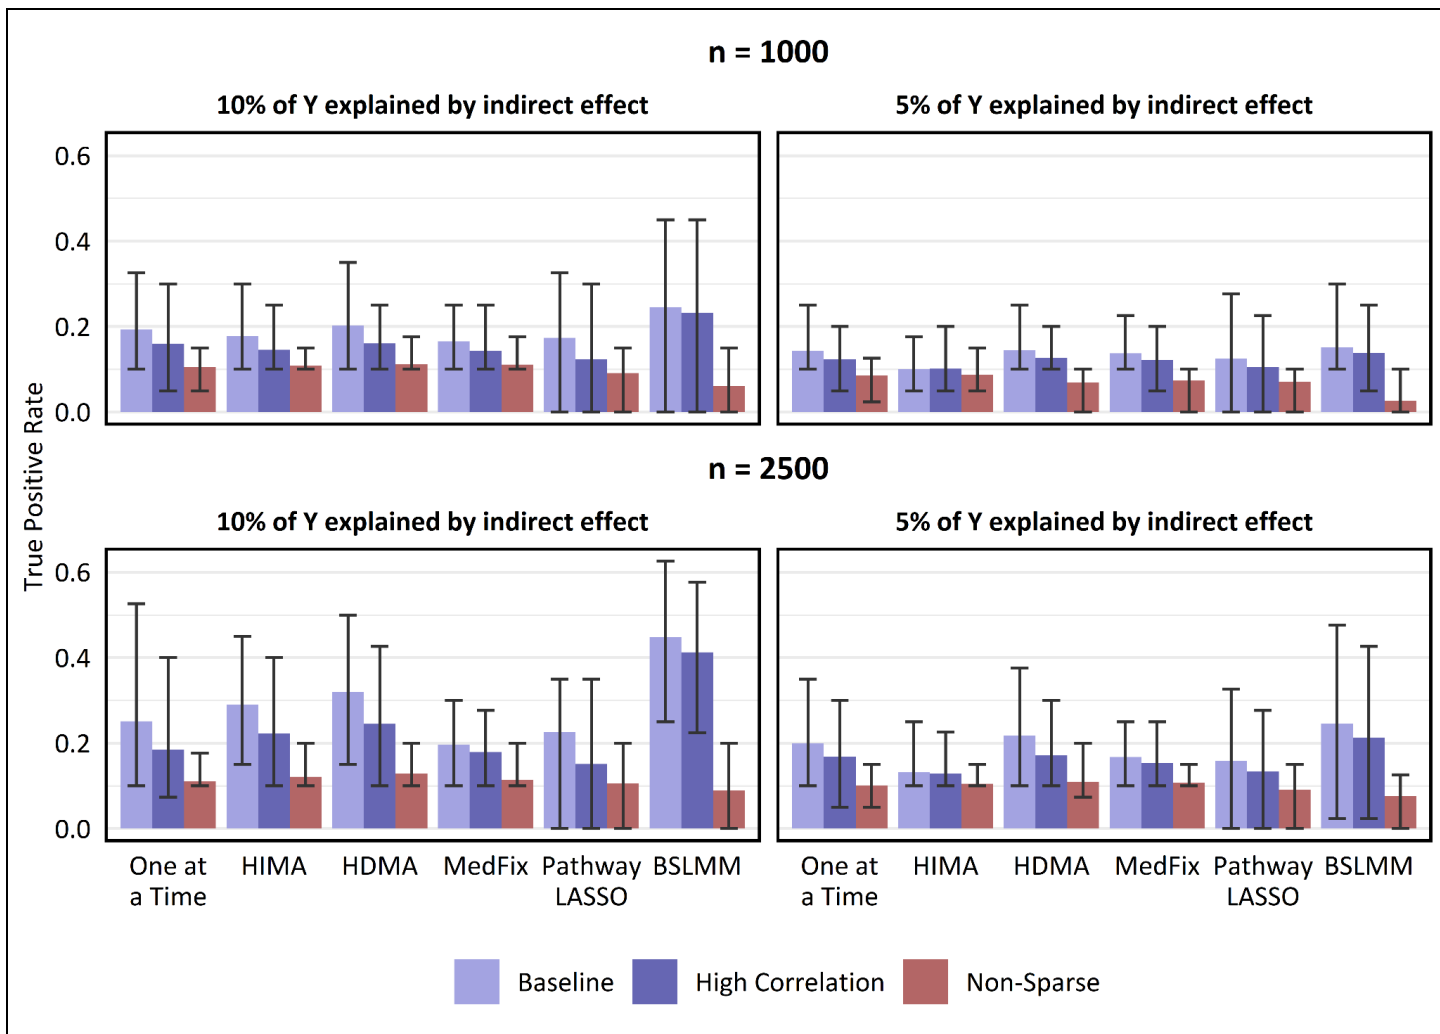 n = 1000
10% of Y explained by indirect effect
5% of Y explained by indirect effect
0.6
0.4
0.2
0.0
True Positive Rate
n = 2500
10% of Y explained by indirect effect
5% of Y explained by indirect effect
0.6
0.4
0.2
0.0
One at a Time
HIMA
HDMA
MedFix
Pathway LASSO
BSLMM
One at a Time
HIMA
HDMA
MedFix
Pathway LASSO
BSLMM
Baseline
High Correlation
Non-Sparse